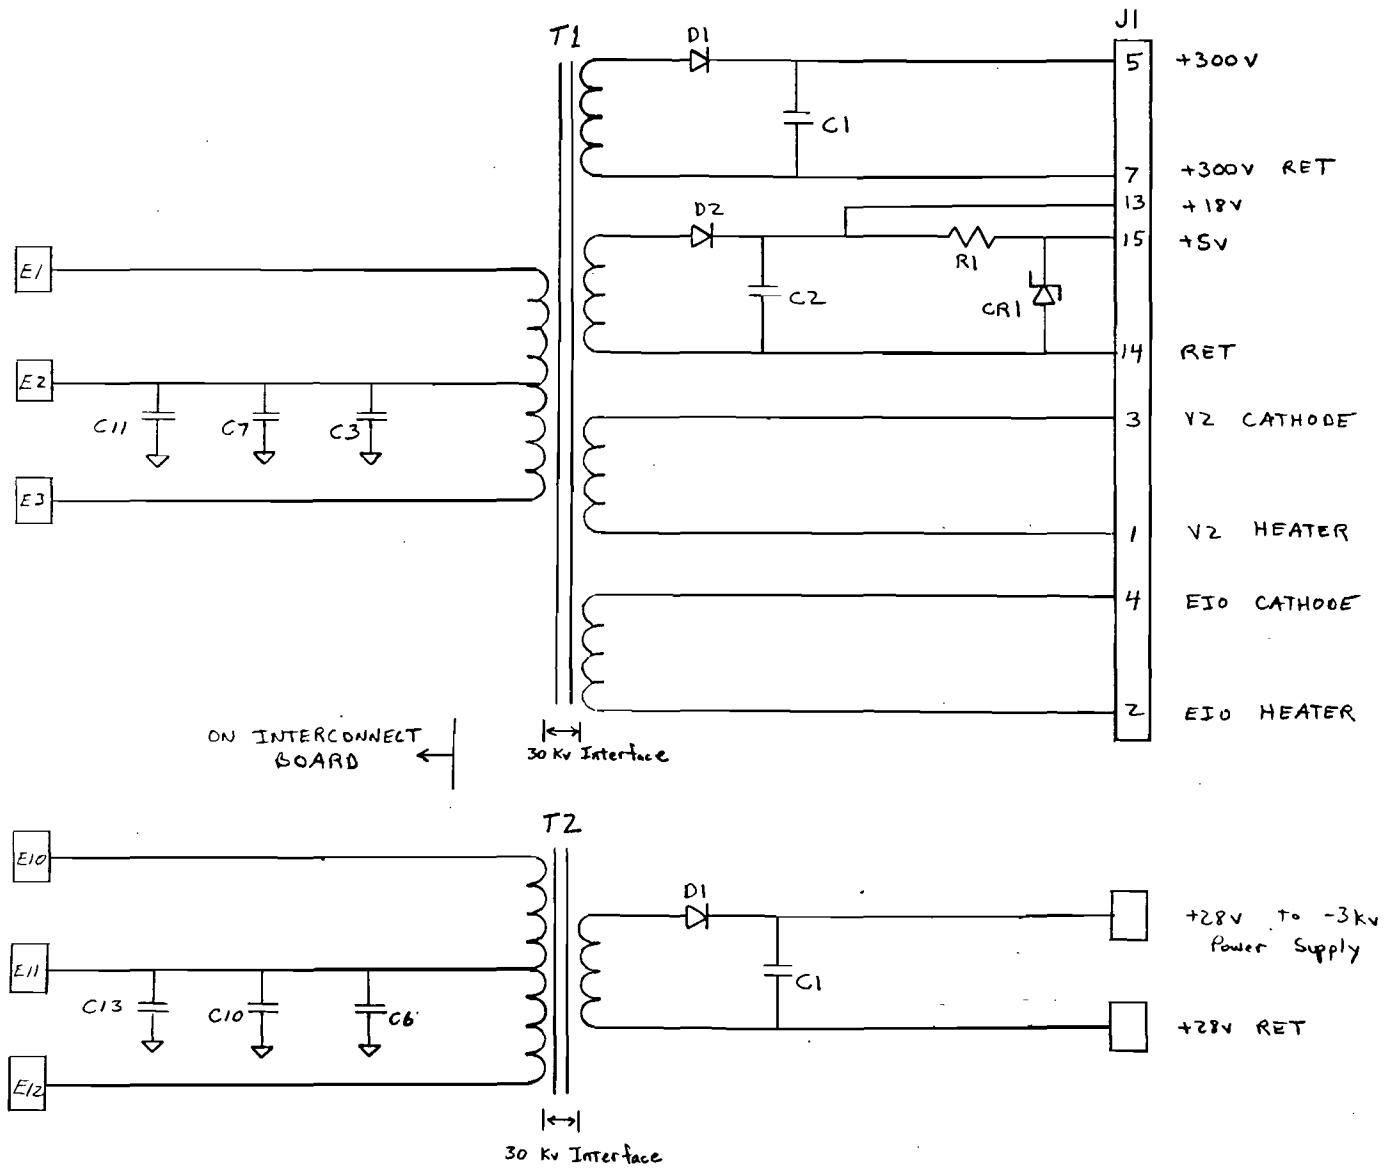 J1
T1
D1
5 +300V
C1
7 +300V RET
13 +18V
D2
15 +5V
R1
E1
C2
CR1
14 RET
E2
C11
C7
C3
3 V2 CATHODE
E3
1 V2 HEATER
4 EIO CATHODE
2 EIO HEATER
ON INTERCONNECT
BOARD
30 Kv Interface
T2
E10
D1
+28v to -3kv
Power Supply
E11
C13
C10
C6
C1
+28v RET
E12
30 Kv Interface